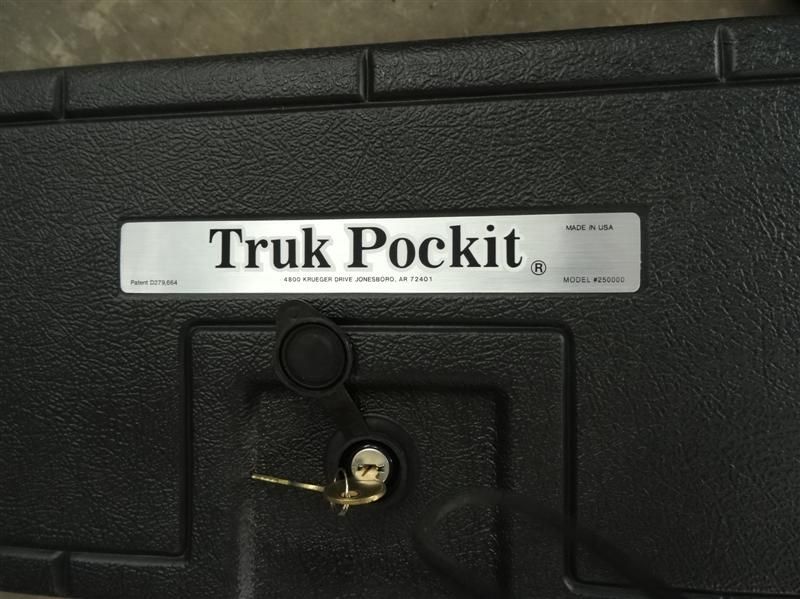 MADE IN USA
Truk Pockit ®
Patent D279,664
4800 KRUEGER DRIVE JONESBORO, AR 72401
MODEL #250000